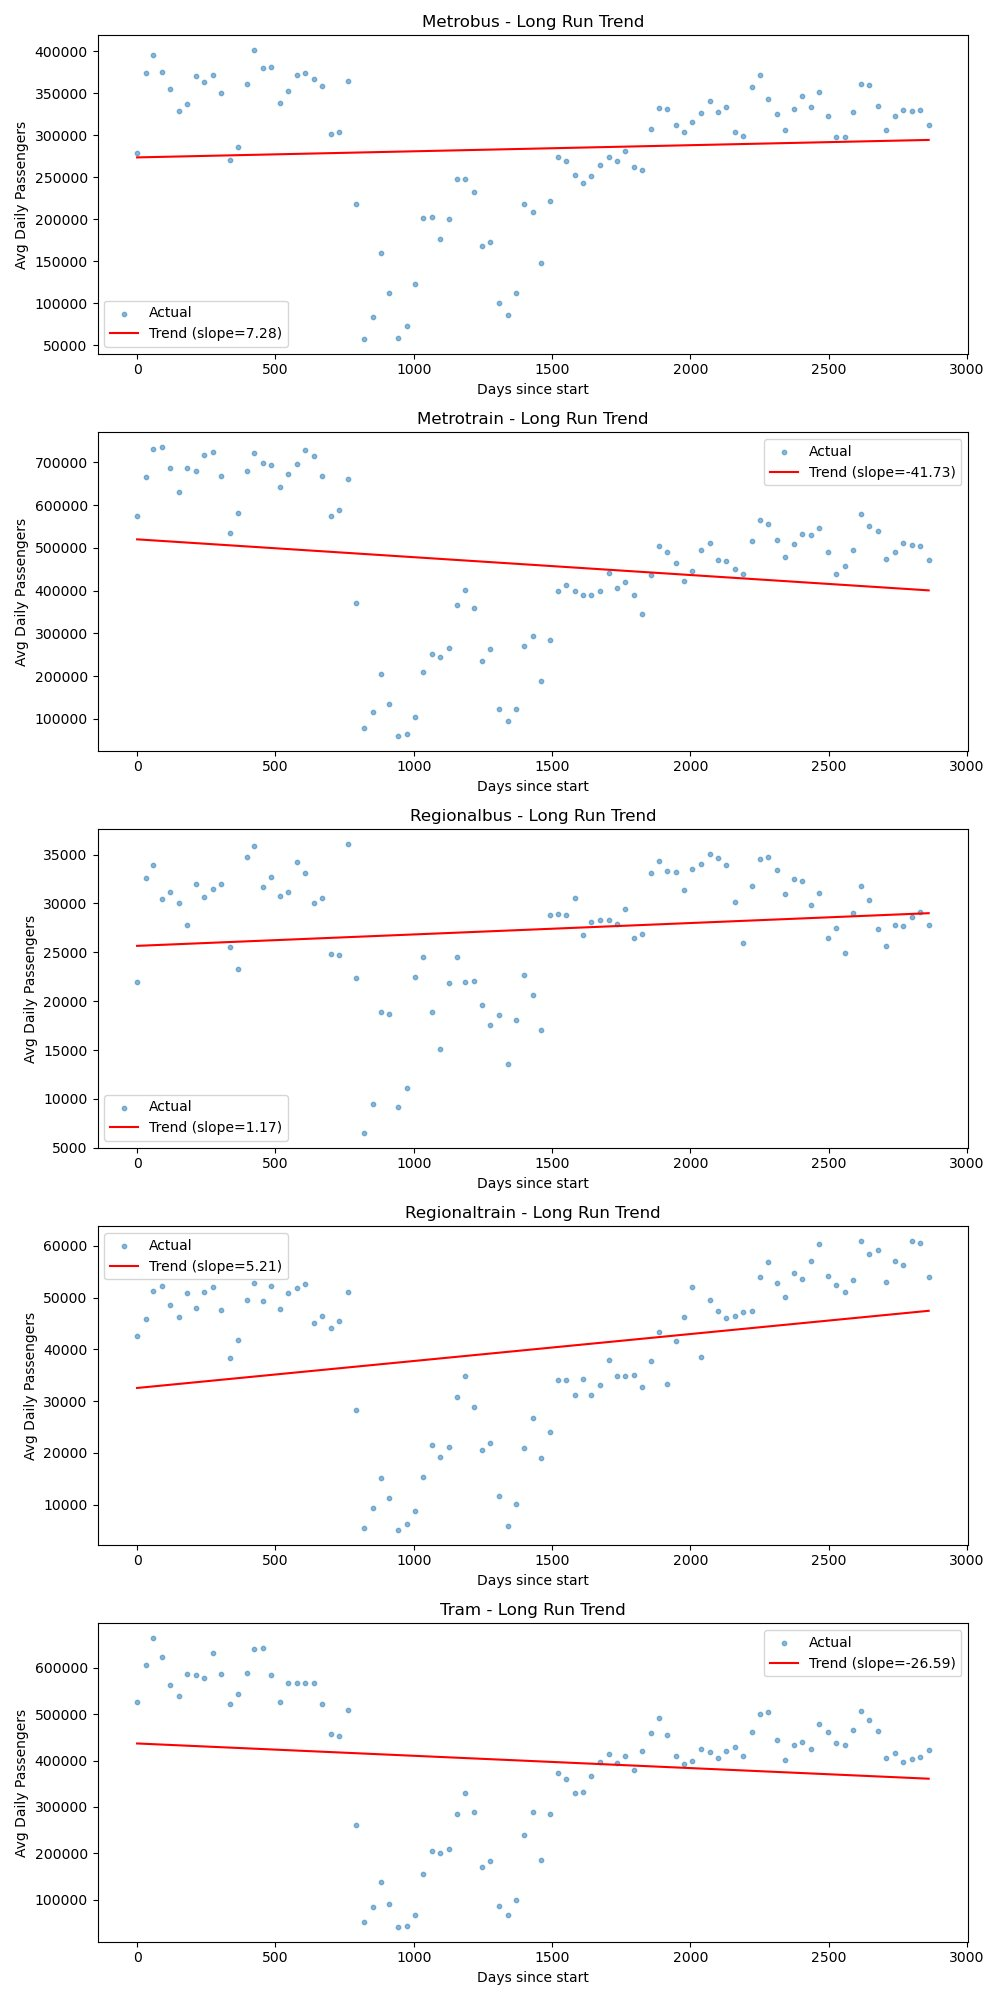 Metrobus - Long Run Trend
400000
350000
300000
250000
200000
150000
100000
50000
Avg Daily Passengers
Actual
Trend (slope=7.28)
0 500 1000 1500 2000 2500 3000
Days since start
Metrotrain - Long Run Trend
700000
600000
500000
400000
300000
200000
100000
Avg Daily Passengers
Actual
Trend (slope=-41.73)
0 500 1000 1500 2000 2500 3000
Days since start
Regionalbus - Long Run Trend
35000
30000
25000
20000
15000
10000
5000
Avg Daily Passengers
Actual
Trend (slope=1.17)
0 500 1000 1500 2000 2500 3000
Days since start
Regionaltrain - Long Run Trend
60000
50000
40000
30000
20000
10000
Avg Daily Passengers
Actual
Trend (slope=5.21)
0 500 1000 1500 2000 2500 3000
Days since start
Tram - Long Run Trend
600000
500000
400000
300000
200000
100000
Avg Daily Passengers
Actual
Trend (slope=-26.59)
0 500 1000 1500 2000 2500 3000
Days since start